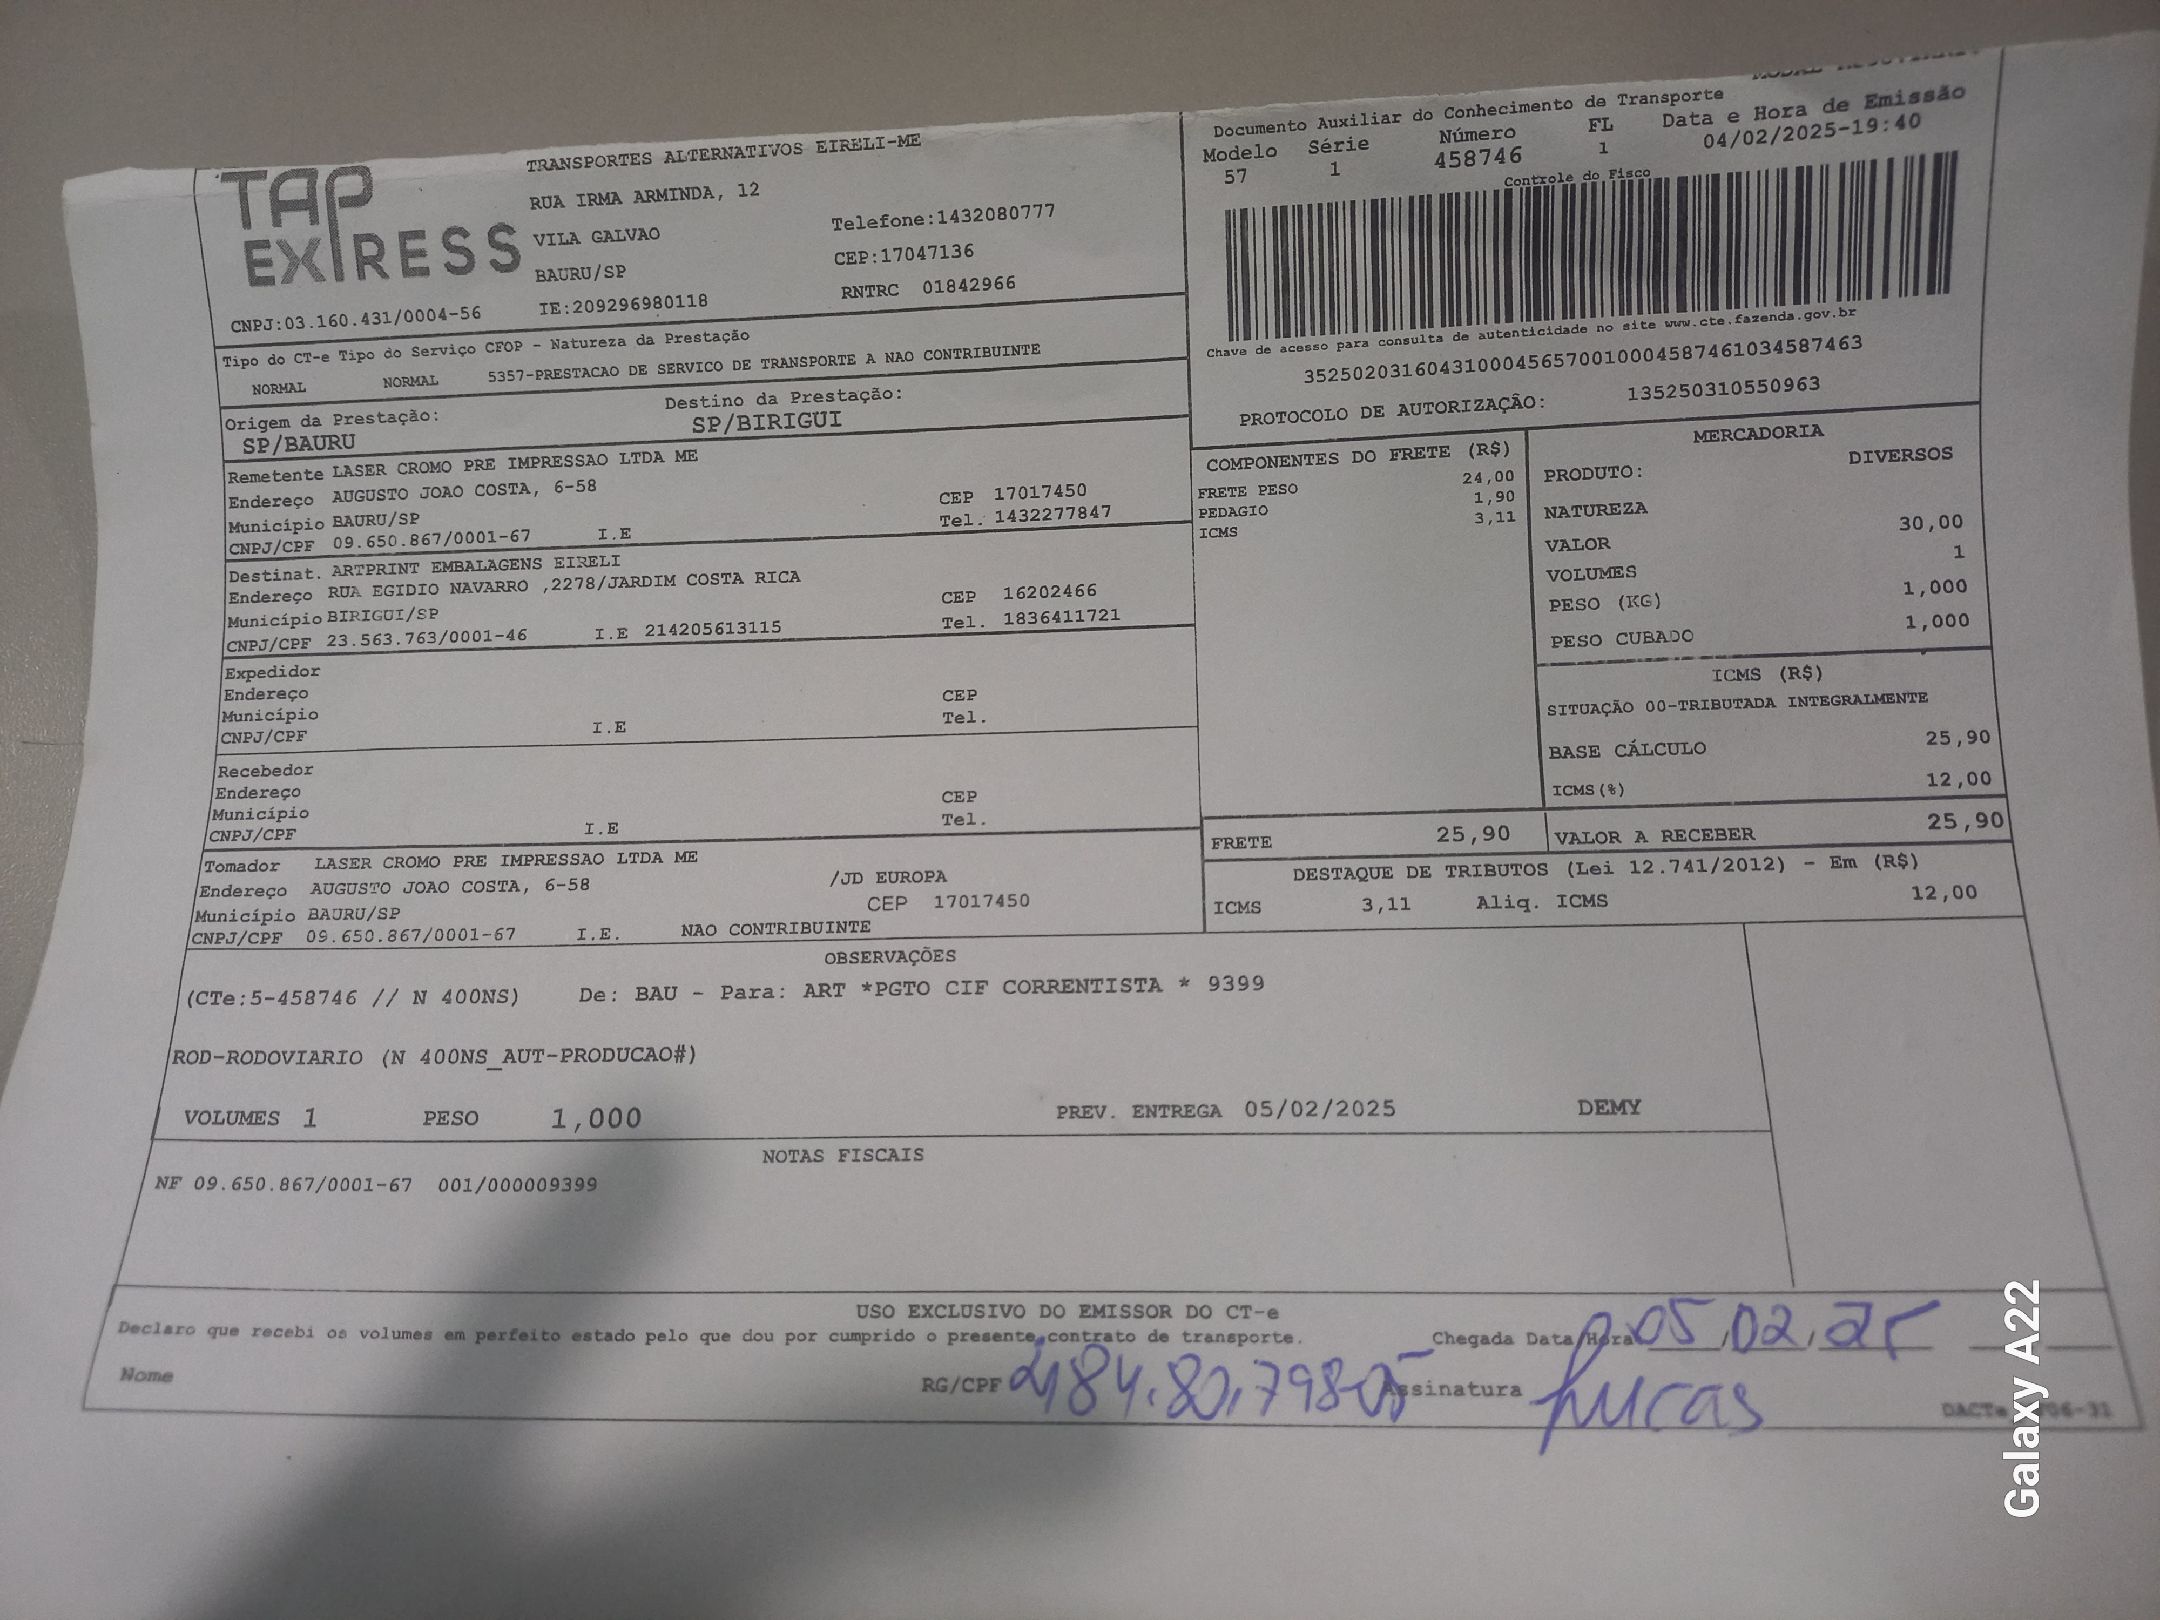 TAP EXPRESS
TRANSPORTES ALTERNATIVOS EIRELI-ME
RUA IRMA ARMINDA, 12
VILA GALVAO
BAURU/SP
IE:209296980118
Telefone:1432080777
CEP:17047136
RNTRC 01842966
CNPJ:03.160.431/0004-56
Documento Auxiliar do Conhecimento de Transporte
Modelo Série Número FL Data e Hora de Emissão
57 1 458746 1 04/02/2025-19:40
Controle do Fisco
Chave de acesso para consulta de autenticidade no site www.cte.fazenda.gov.br
35250203160431000456570010004587461034587463
PROTOCOLO DE AUTORIZAÇÃO: 135250310550963
Tipo do CT-e Tipo do Serviço CFOP - Natureza da Prestação
NORMAL NORMAL 5357-PRESTACAO DE SERVICO DE TRANSPORTE A NAO CONTRIBUINTE
Origem da Prestação: Destino da Prestação:
SP/BAURU SP/BIRIGUI
Remetente LASER CROMO PRE IMPRESSAO LTDA ME
Endereço AUGUSTO JOAO COSTA, 6-58 CEP 17017450
Município BAURU/SP Tel. 1432277847
CNPJ/CPF 09.650.867/0001-67 I.E
Destinat. ARTPRINT EMBALAGENS EIRELI
Endereço RUA EGIDIO NAVARRO ,2278/JARDIM COSTA RICA CEP 16202466
Município BIRIGUI/SP Tel. 1836411721
CNPJ/CPF 23.563.763/0001-46 I.E 214205613115
Expedidor
Endereço CEP
Município Tel.
CNPJ/CPF I.E
Recebedor
Endereço CEP
Município Tel.
CNPJ/CPF I.E
Tomador LASER CROMO PRE IMPRESSAO LTDA ME
Endereço AUGUSTO JOAO COSTA, 6-58 /JD EUROPA
Município BAURU/SP CEP 17017450
CNPJ/CPF 09.650.867/0001-67 I.E. NAO CONTRIBUINTE
COMPONENTES DO FRETE (R$)
FRETE PESO 24,00
PEDAGIO 1,90
ICMS 3,11
MERCADORIA
PRODUTO: DIVERSOS
NATUREZA
VALOR 30,00
VOLUMES 1
PESO (KG) 1,000
PESO CUBADO 1,000
ICMS (R$)
SITUAÇÃO 00-TRIBUTADA INTEGRALMENTE
BASE CÁLCULO 25,90
ICMS(%) 12,00
FRETE 25,90 VALOR A RECEBER 25,90
DESTAQUE DE TRIBUTOS (Lei 12.741/2012) - Em (R$)
ICMS 3,11 Aliq. ICMS 12,00
OBSERVAÇÕES
(CTe:5-458746 // N 400NS) De: BAU - Para: ART *PGTO CIF CORRENTISTA * 9399
ROD-RODOVIARIO (N 400NS_AUT-PRODUCAO#)
VOLUMES 1 PESO 1,000 PREV. ENTREGA 05/02/2025 DEMY
NOTAS FISCAIS
NF 09.650.867/0001-67 001/000009399
USO EXCLUSIVO DO EMISSOR DO CT-e
Declaro que recebi os volumes em perfeito estado pelo que dou por cumprido o presente contrato de transporte. Chegada Data/Hora 05/02/25
Nome RG/CPF Assinatura Lucas
Galaxy A22